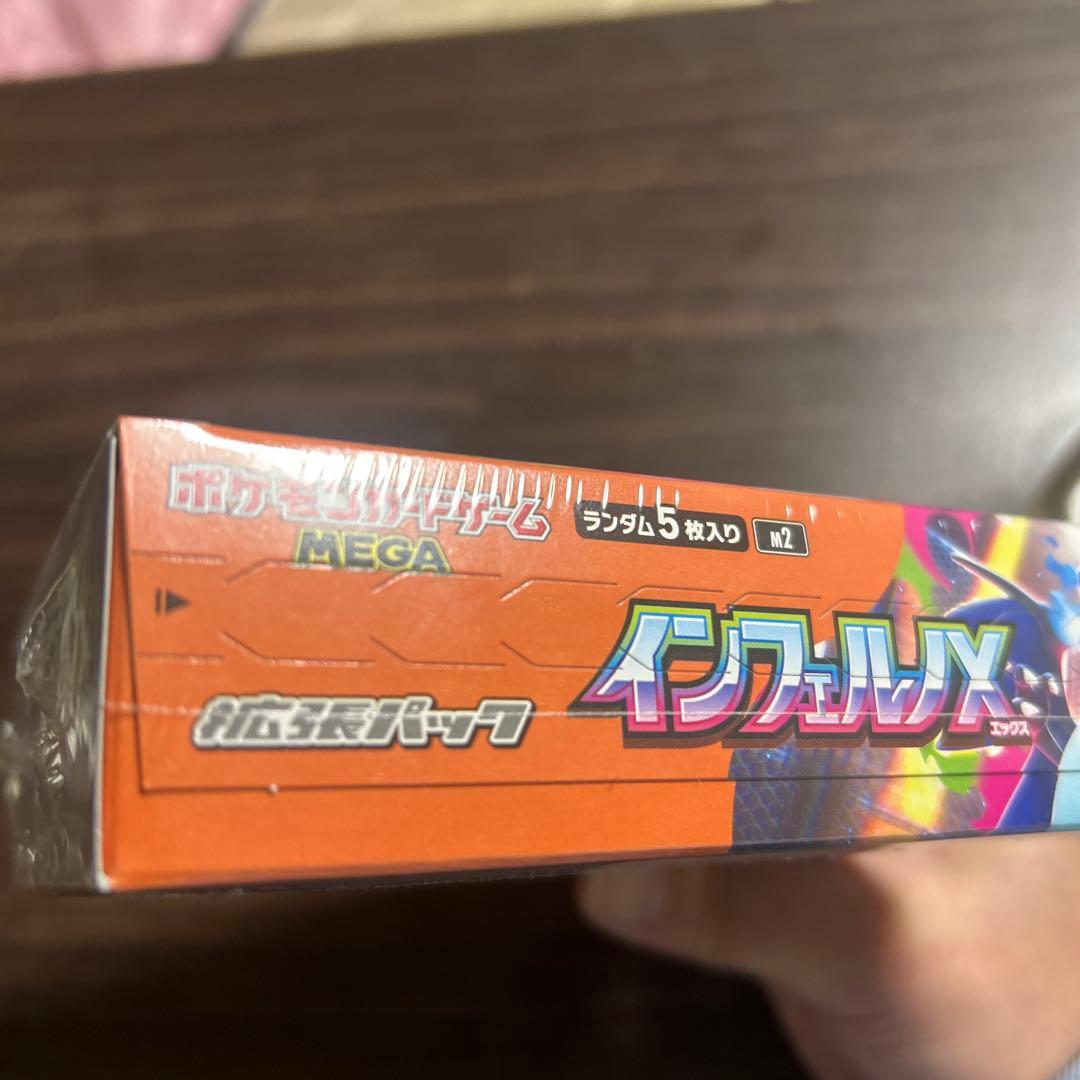 ポケモンカードゲーム
MEGA
ランダム5枚入り
M2
インフェルノX
エックス
拡張パック